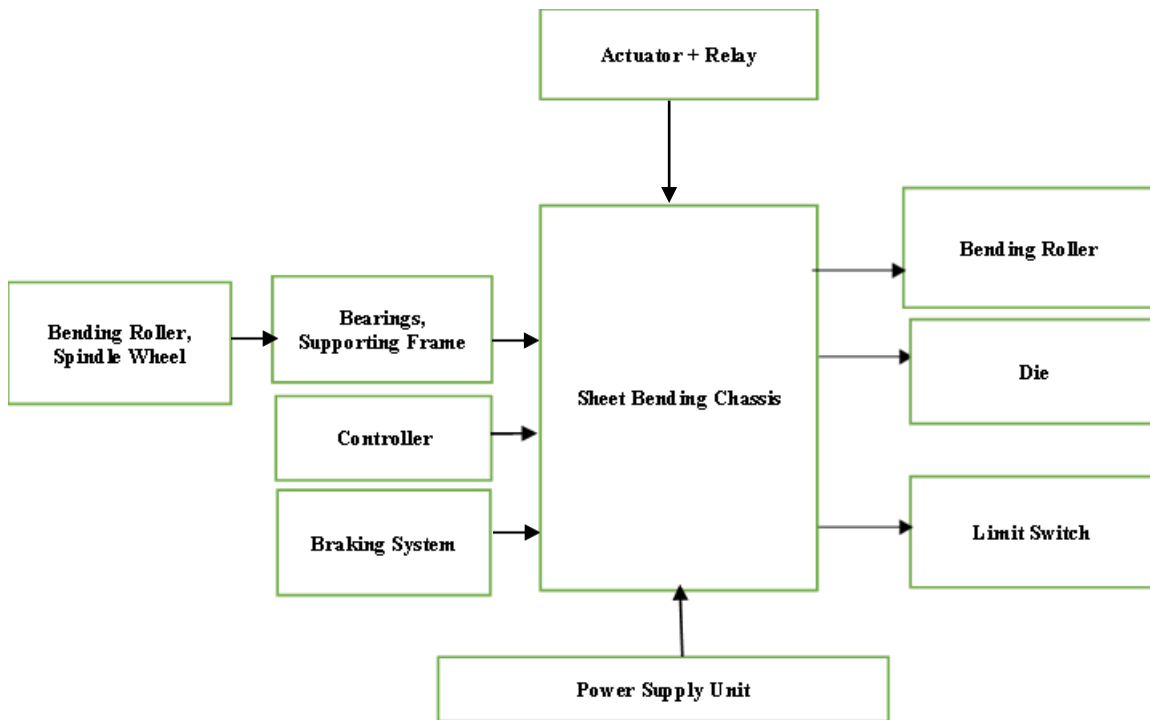 Actuator + Relay
Bending Roller
Bending Roller,
Spindle Wheel
Bearings,
Supporting Frame
Sheet Bending Chassis
Die
Controller
Braking System
Limit Switch
Power Supply Unit